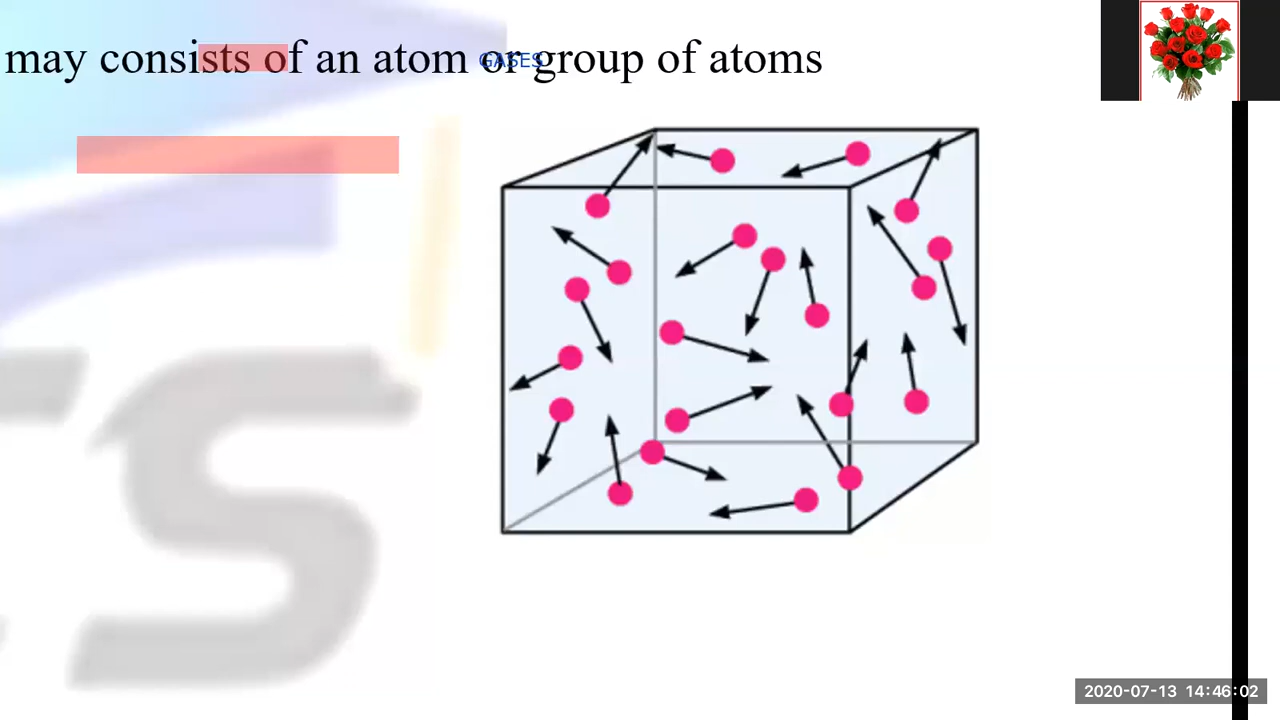 may consists of an atom or group of atoms
GASES
2020-07-13 14:46:02